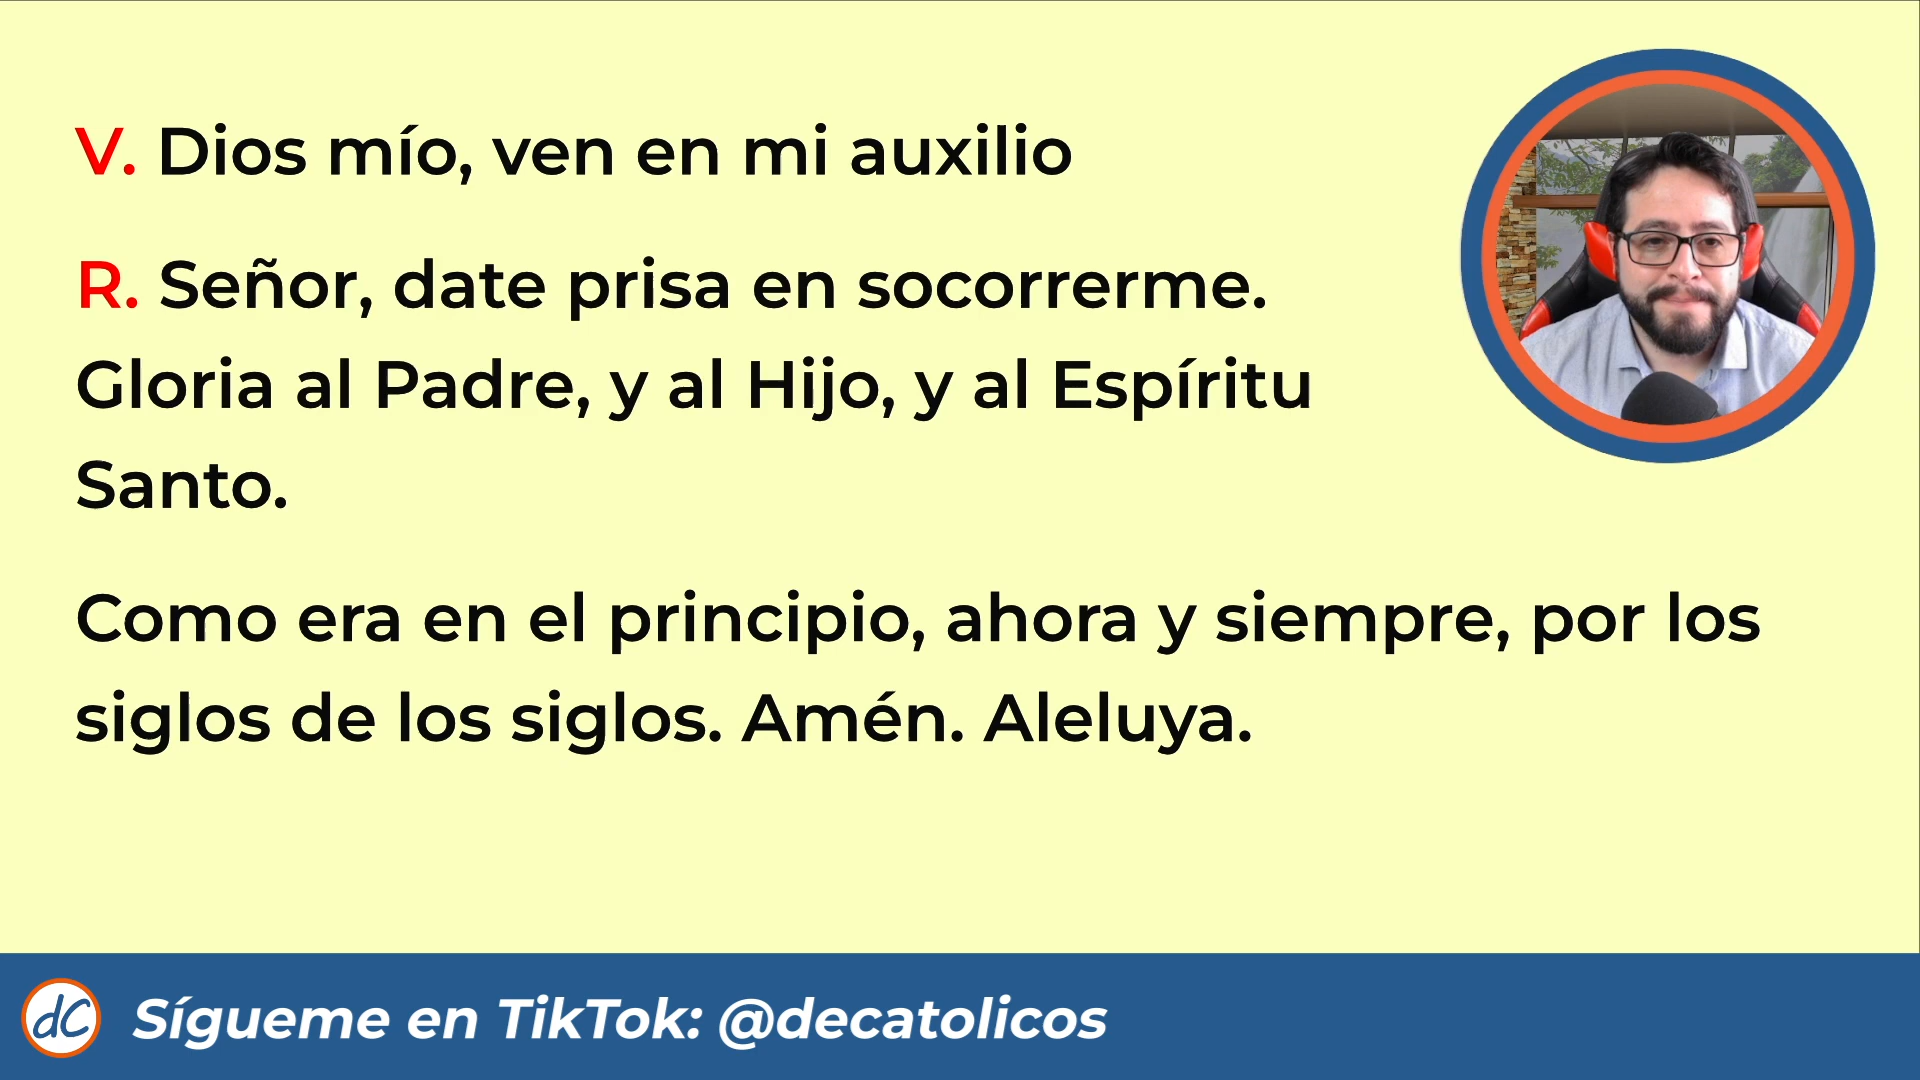 V. Dios mío, ven en mi auxilio
R. Señor, date prisa en socorrerme.
Gloria al Padre, y al Hijo, y al Espíritu
Santo.
Como era en el principio, ahora y siempre, por los
siglos de los siglos. Amén. Aleluya.
dC Sígueme en TikTok: @decatolicos